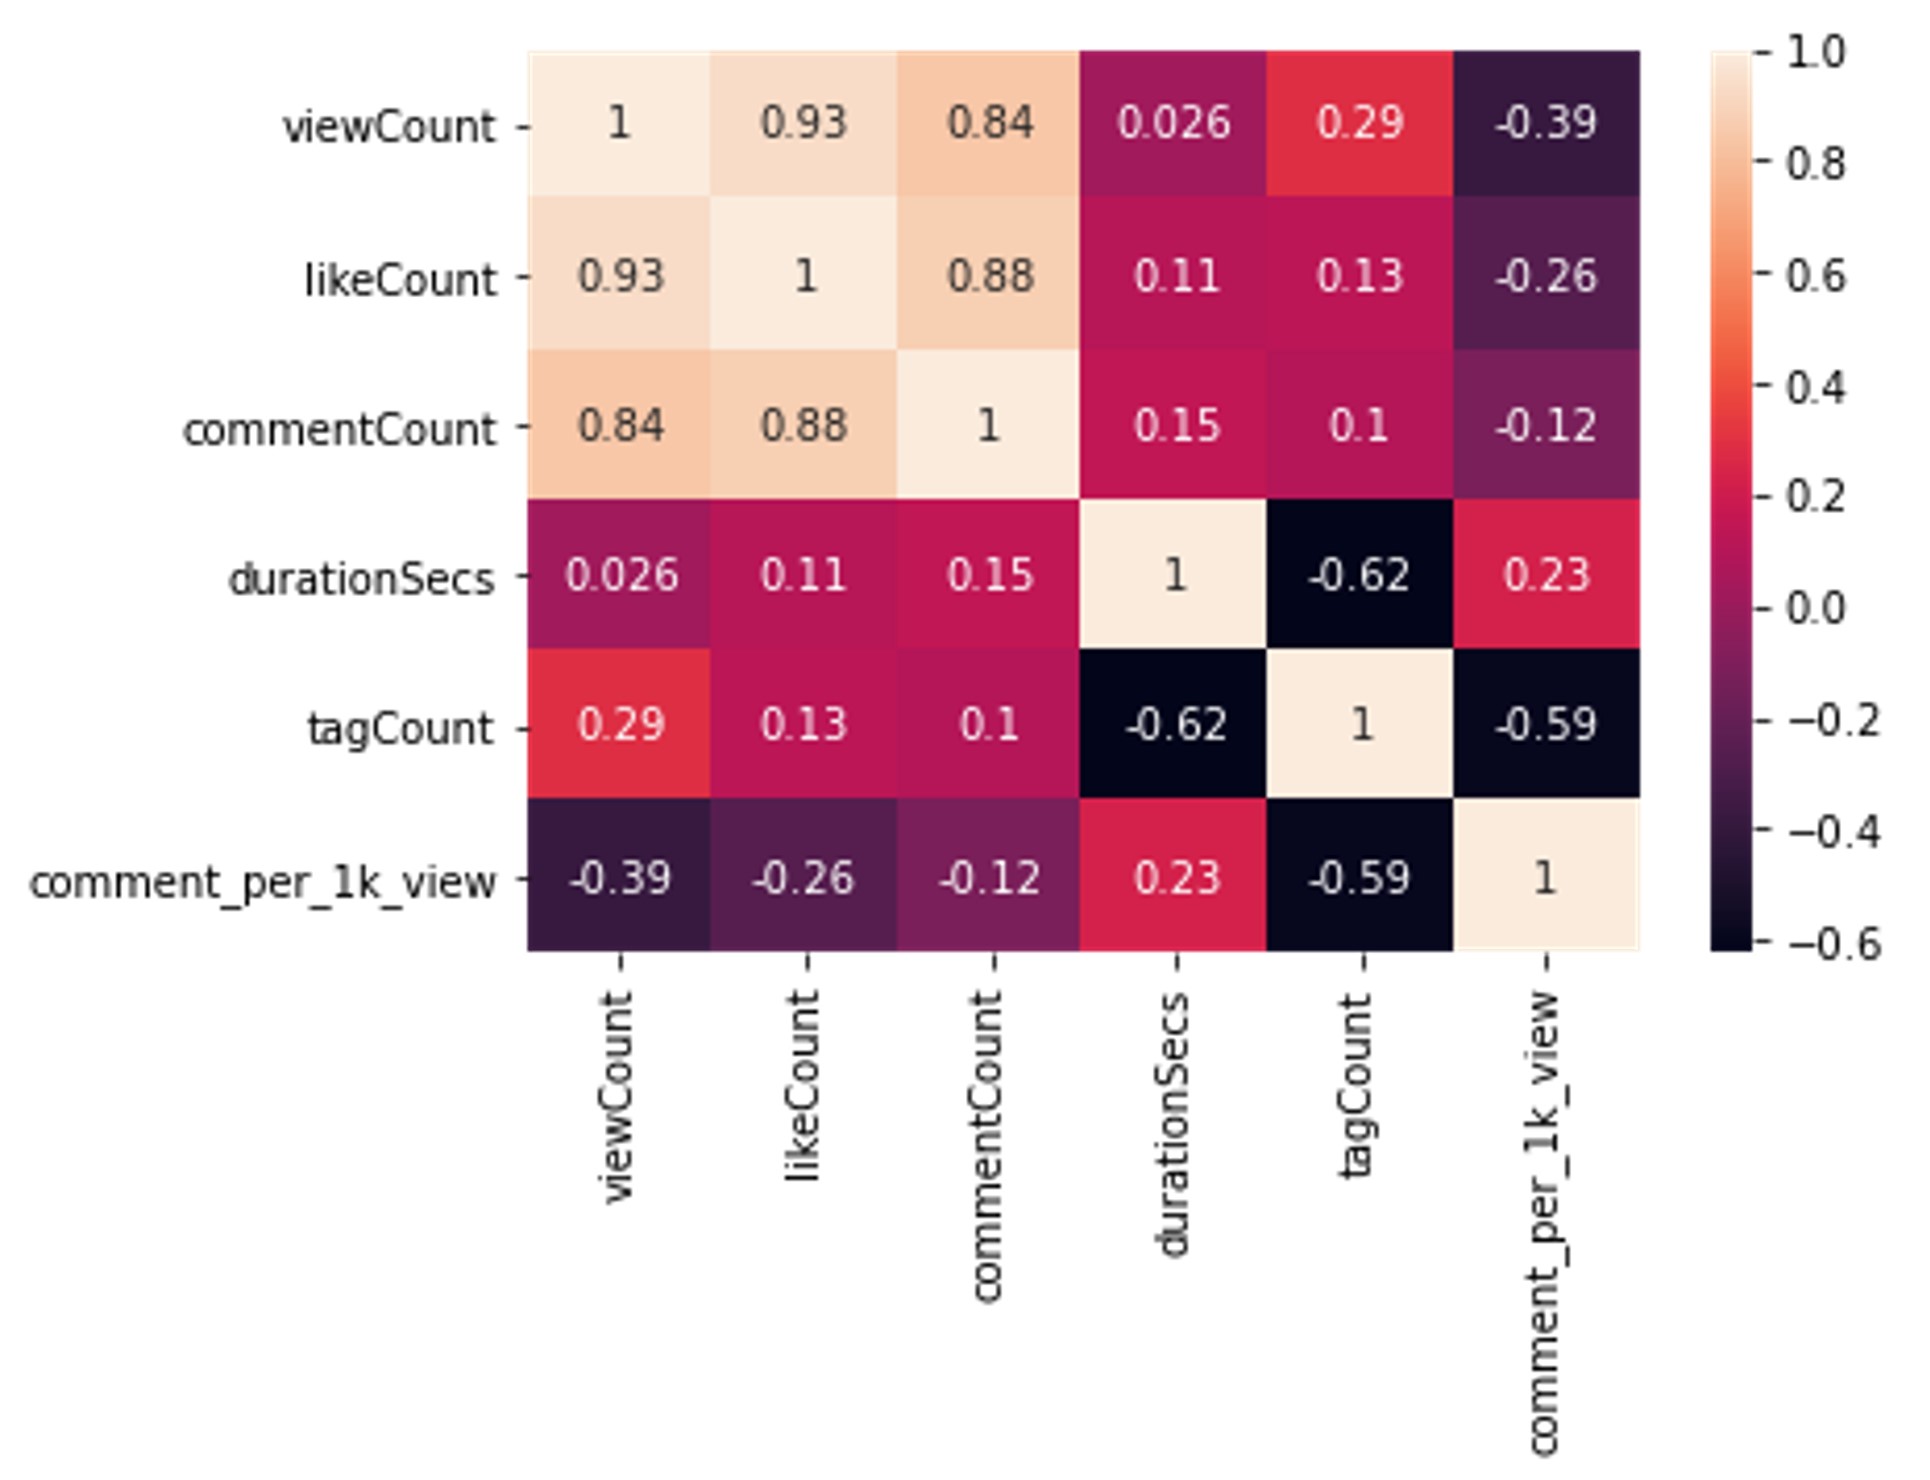 viewCount 1 0.93 0.84 0.026 0.29 -0.39
likeCount 0.93 1 0.88 0.11 0.13 -0.26
commentCount 0.84 0.88 1 0.15 0.1 -0.12
durationSecs 0.026 0.11 0.15 1 -0.62 0.23
tagCount 0.29 0.13 0.1 -0.62 1 -0.59
comment_per_1k_view -0.39 -0.26 -0.12 0.23 -0.59 1
viewCount
likeCount
commentCount
durationSecs
tagCount
comment_per_1k_view
1.0
0.8
0.6
0.4
0.2
0.0
−0.2
−0.4
−0.6